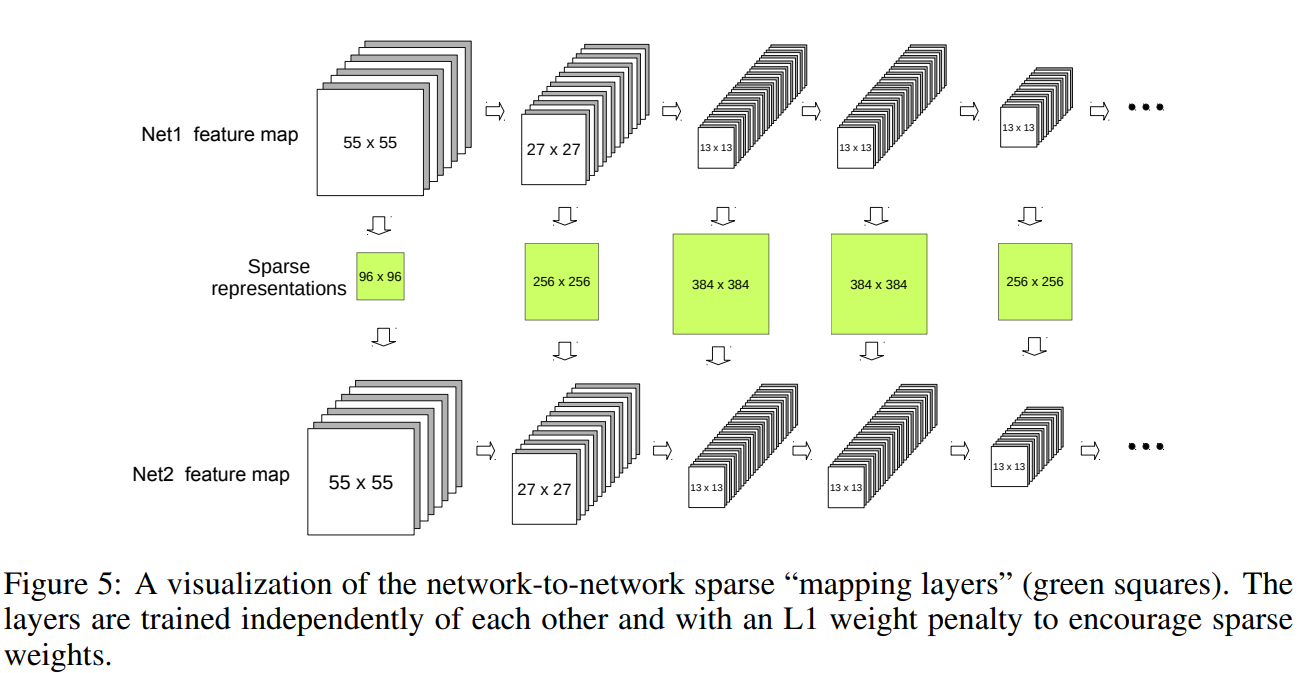 Net1 feature map
55 x 55
27 x 27
13 x 13
13 x 13
13 x 13
Sparse
representations
96 x 96
256 x 256
384 x 384
384 x 384
256 x 256
Net2 feature map
55 x 55
27 x 27
13 x 13
13 x 13
13 x 13
Figure 5: A visualization of the network-to-network sparse “mapping layers” (green squares). The
layers are trained independently of each other and with an L1 weight penalty to encourage sparse
weights.